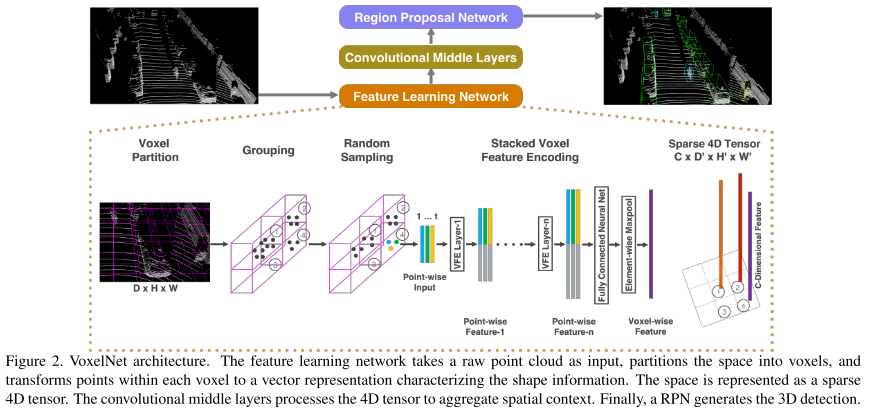 Region Proposal Network
Convolutional Middle Layers
Feature Learning Network
Voxel
Partition
Grouping
Random
Sampling
Stacked Voxel
Feature Encoding
Sparse 4D Tensor
C x D' x H' x W'
D x H x W
1
2
3
4
1
2
3
4
1 ... t
Point-wise
Input
VFE Layer-1
Point-wise
Feature-1
VFE Layer-n
Point-wise
Feature-n
Fully Connected Neural Net
Element-wise Maxpool
Voxel-wise
Feature
1
2
3
4
C-Dimensional Feature
Figure 2. VoxelNet architecture. The feature learning network takes a raw point cloud as input, partitions the space into voxels, and
transforms points within each voxel to a vector representation characterizing the shape information. The space is represented as a sparse
4D tensor. The convolutional middle layers processes the 4D tensor to aggregate spatial context. Finally, a RPN generates the 3D detection.